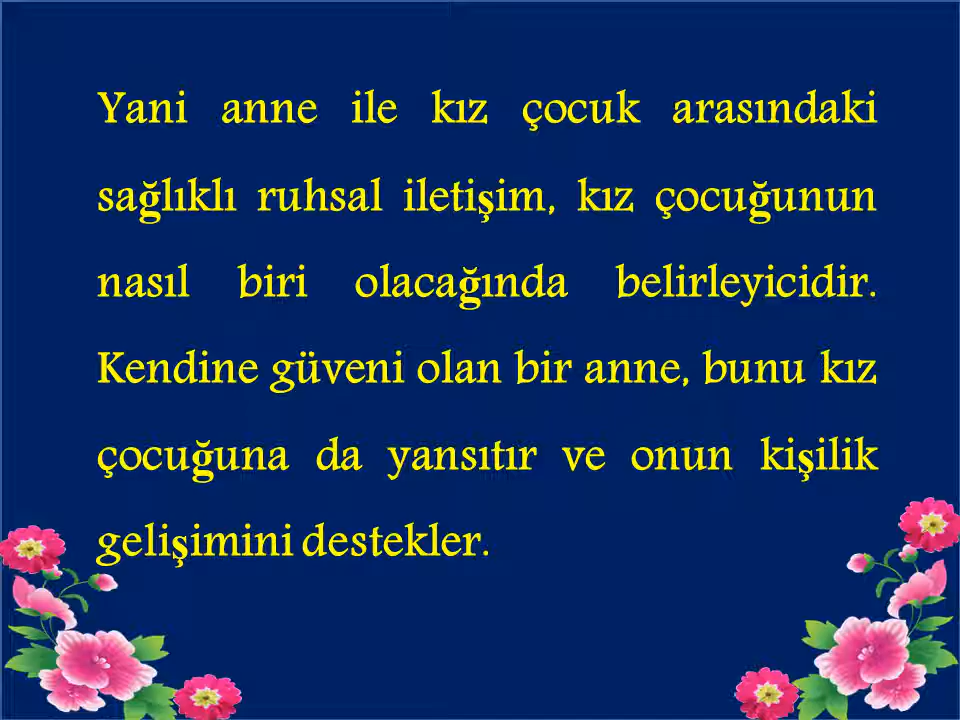 Yani anne ile kız çocuk arasındaki
sağlıklı ruhsal iletişim, kız çocuğunun
nasıl biri olacağında belirleyicidir.
Kendine güveni olan bir anne, bunu kız
çocuğuna da yansıtır ve onun kişilik
gelişimini destekler.